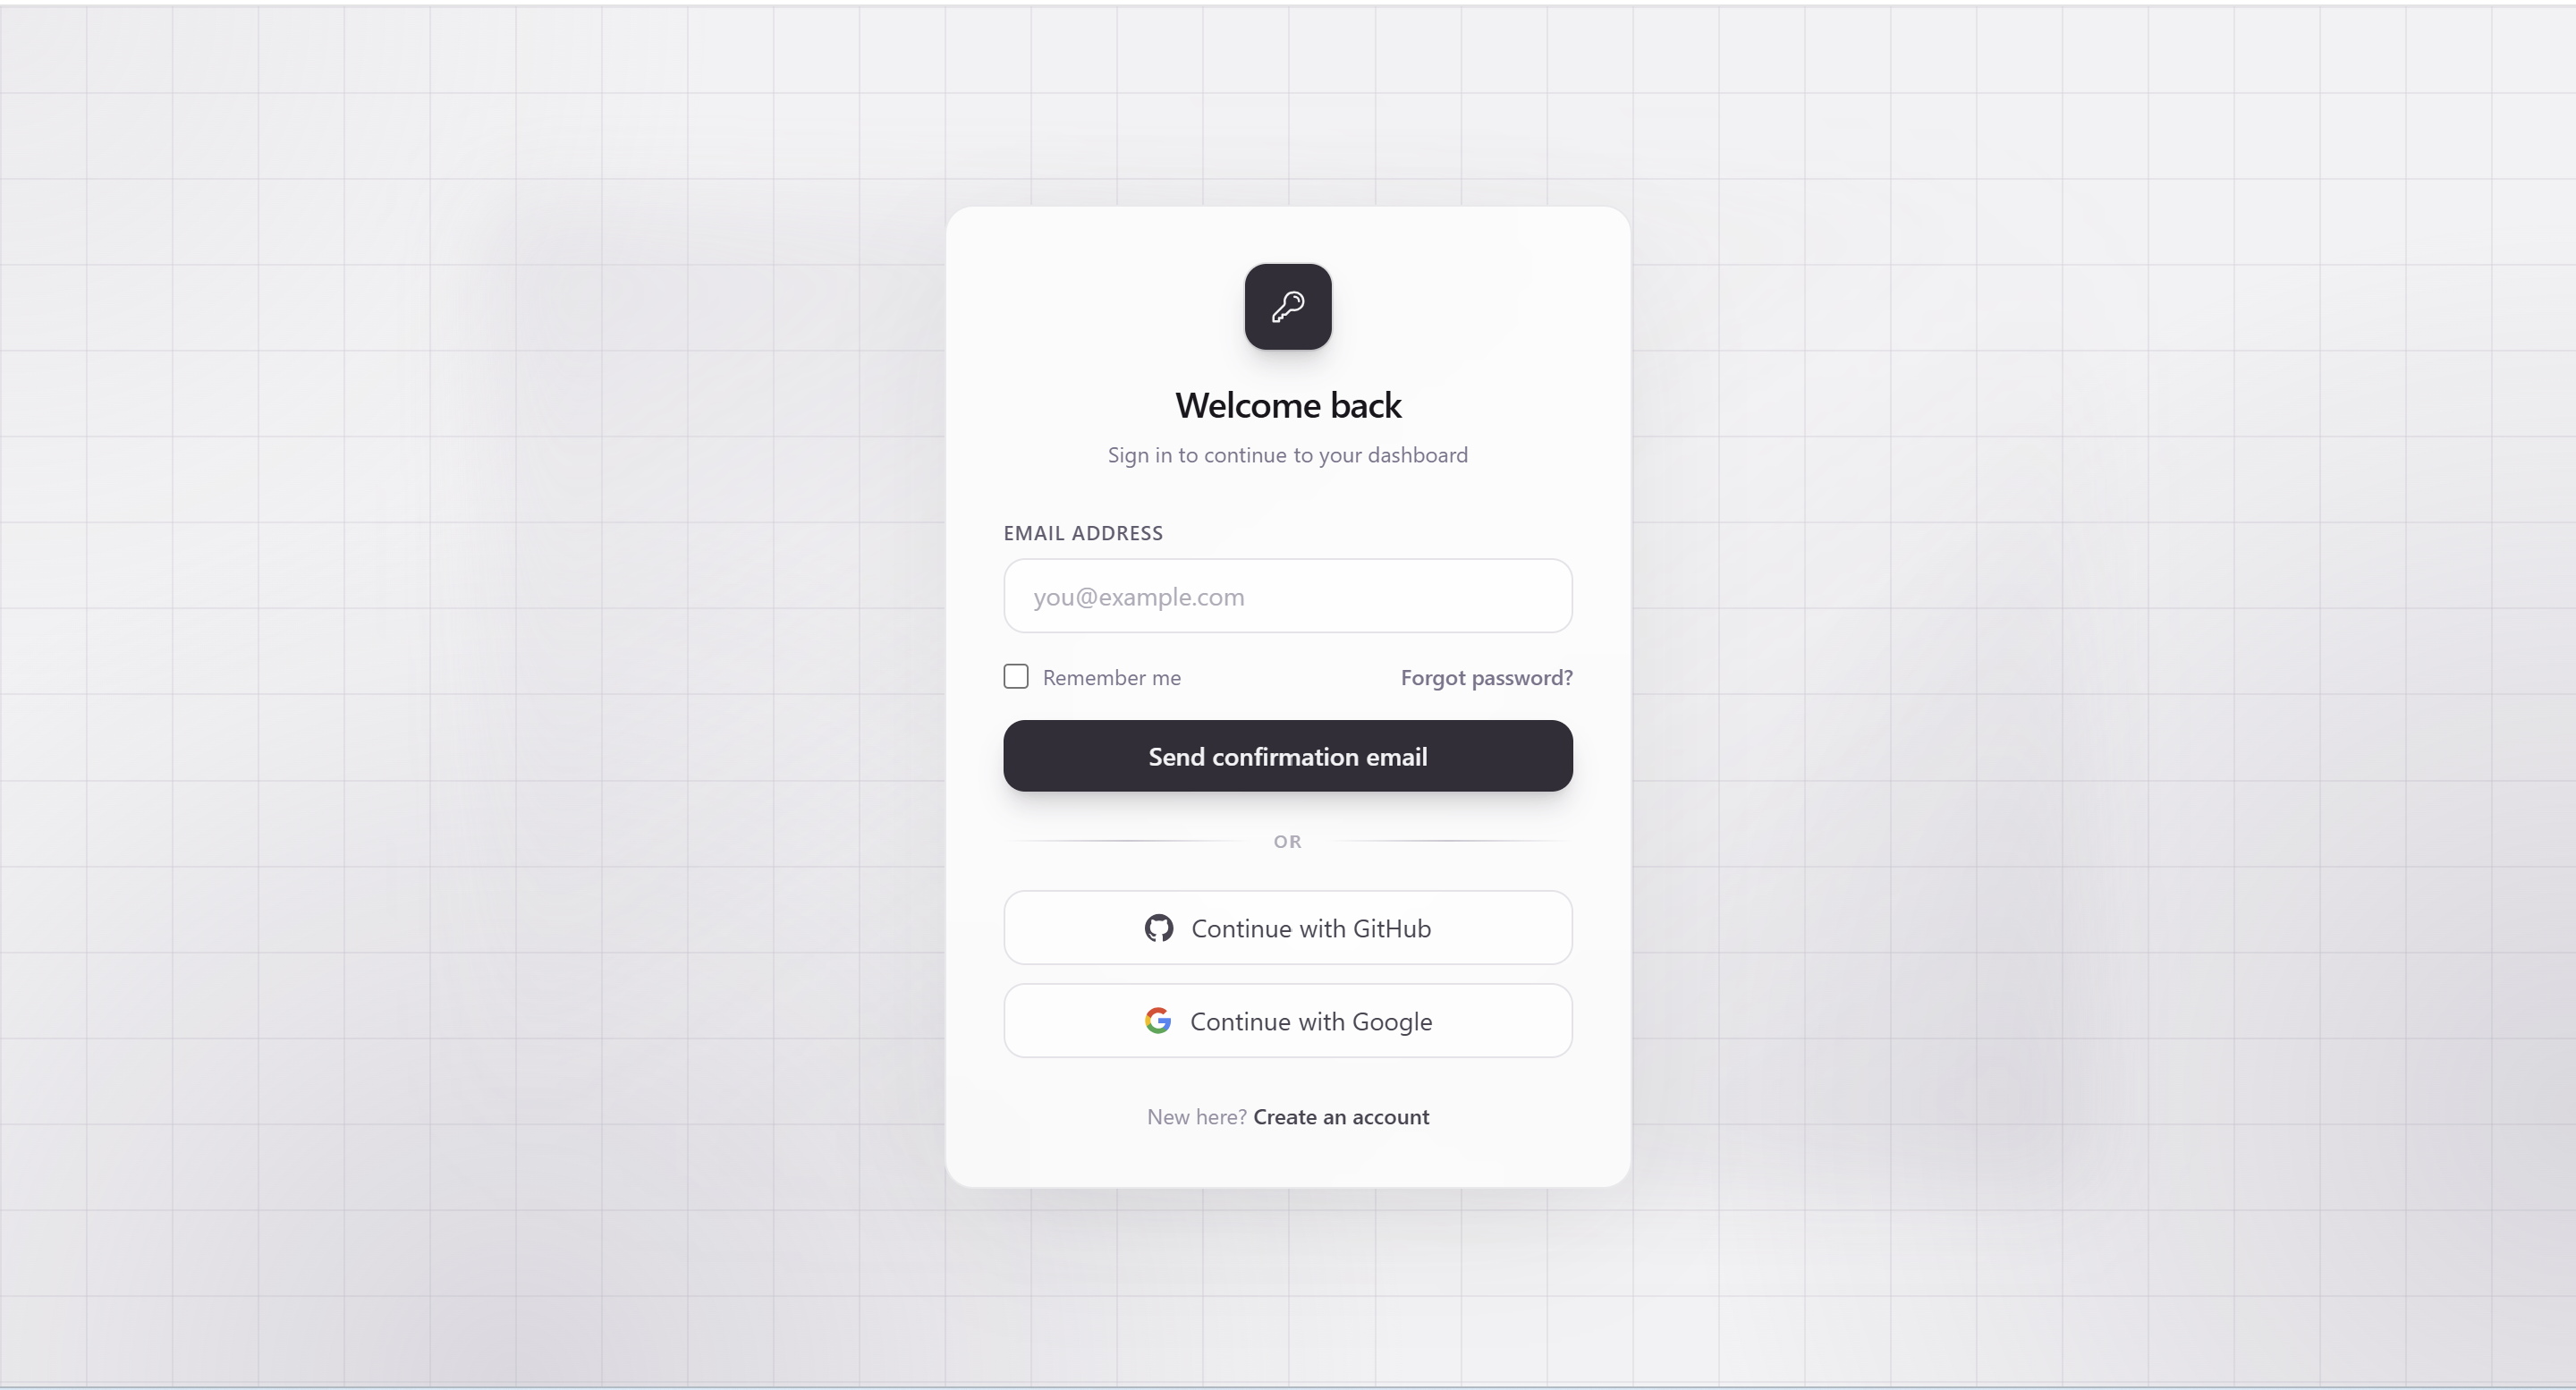 Welcome back
Sign in to continue to your dashboard
EMAIL ADDRESS
you@example.com
Remember me
Forgot password?
Send confirmation email
OR
Continue with GitHub
Continue with Google
New here? Create an account